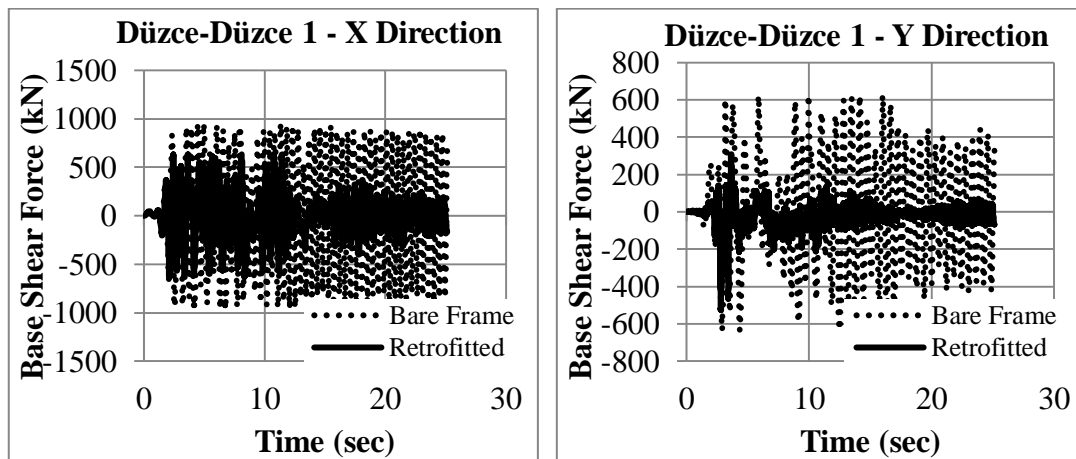 Düzce-Düzce 1 - X Direction
Base Shear Force (kN)
1500
1000
500
0
-500
-1000
-1500
0
10
20
30
Time (sec)
Bare Frame
Retrofitted
Düzce-Düzce 1 - Y Direction
Base Shear Force (kN)
800
600
400
200
0
-200
-400
-600
-800
0
10
20
30
Time (sec)
Bare Frame
Retrofitted